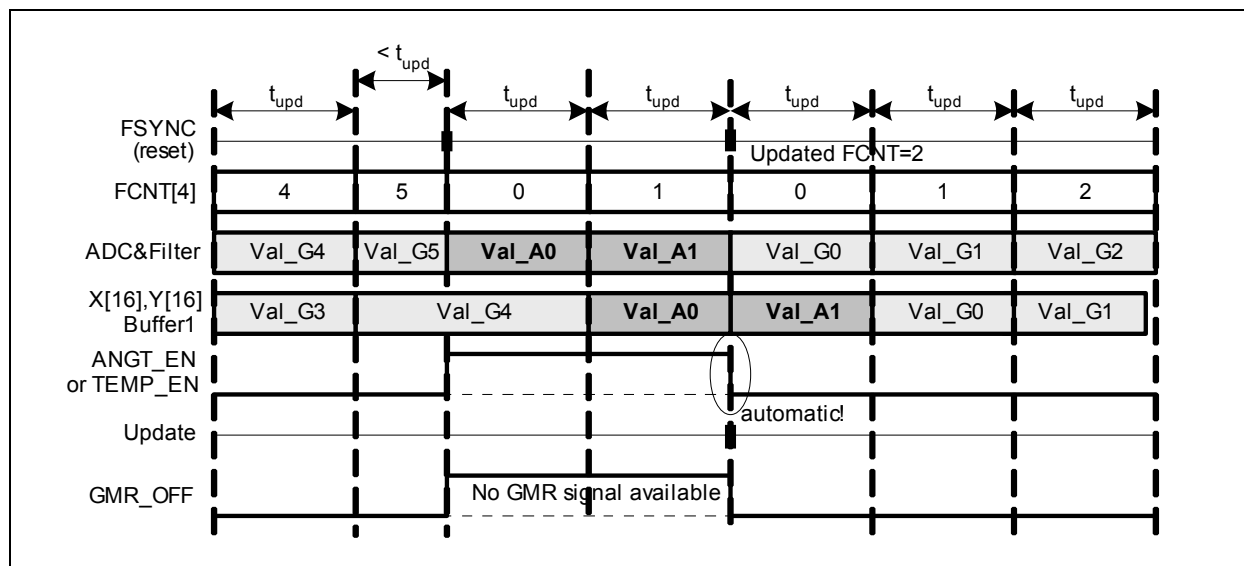 < t_upd
t_upd t_upd t_upd t_upd t_upd t_upd
FSYNC
(reset)
Updated FCNT=2
FCNT[4] 4 5 0 1 0 1 2
ADC&Filter Val_G4 Val_G5 Val_A0 Val_A1 Val_G0 Val_G1 Val_G2
X[16],Y[16]
Buffer1 Val_G3 Val_G4 Val_A0 Val_A1 Val_G0 Val_G1
ANGT_EN
or TEMP_EN
automatic!
Update
GMR_OFF No GMR signal available